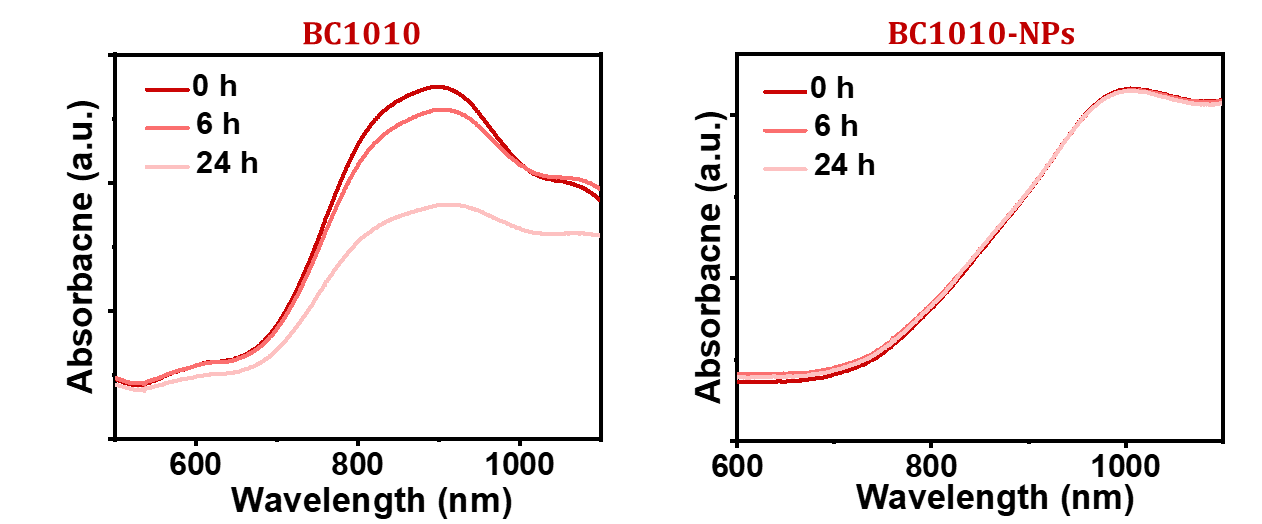 BC1010
0 h
6 h
24 h
Absorbacne (a.u.)
600
800
1000
Wavelength (nm)
BC1010-NPs
0 h
6 h
24 h
Absorbacne (a.u.)
600
800
1000
Wavelength (nm)